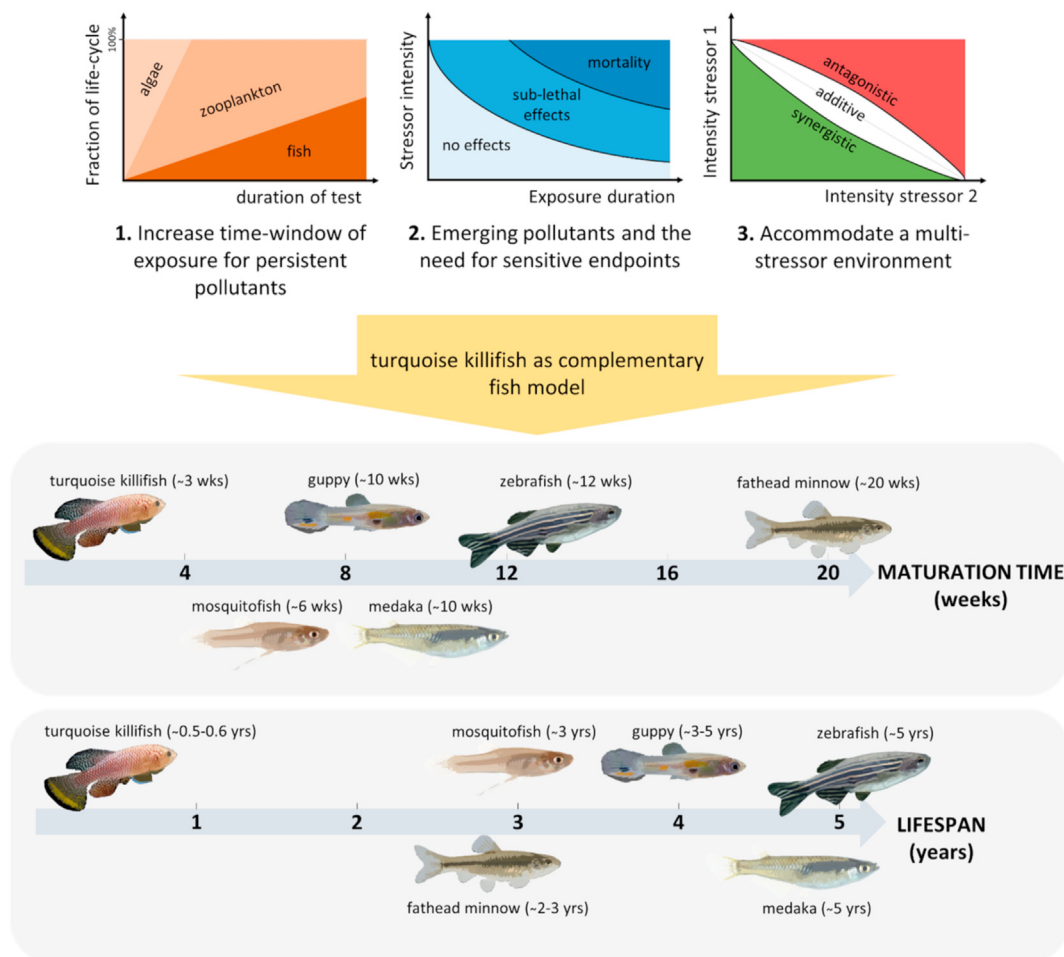 Fraction of life-cycle
100%
algae
zooplankton
fish
duration of test
Stressor intensity
mortality
sub-lethal
effects
no effects
Exposure duration
Intensity stressor 1
antagonistic
additive
synergistic
Intensity stressor 2
1. Increase time-window of
exposure for persistent
pollutants
2. Emerging pollutants and the
need for sensitive endpoints
3. Accommodate a multi-
stressor environment
turquoise killifish as complementary
fish model
turquoise killifish (~3 wks)
guppy (~10 wks)
zebrafish (~12 wks)
fathead minnow (~20 wks)
4
8
12
16
20
MATURATION TIME
(weeks)
mosquitofish (~6 wks)
medaka (~10 wks)
turquoise killifish (~0.5-0.6 yrs)
mosquitofish (~3 yrs)
guppy (~3-5 yrs)
zebrafish (~5 yrs)
1
2
3
4
5
LIFESPAN
(years)
fathead minnow (~2-3 yrs)
medaka (~5 yrs)